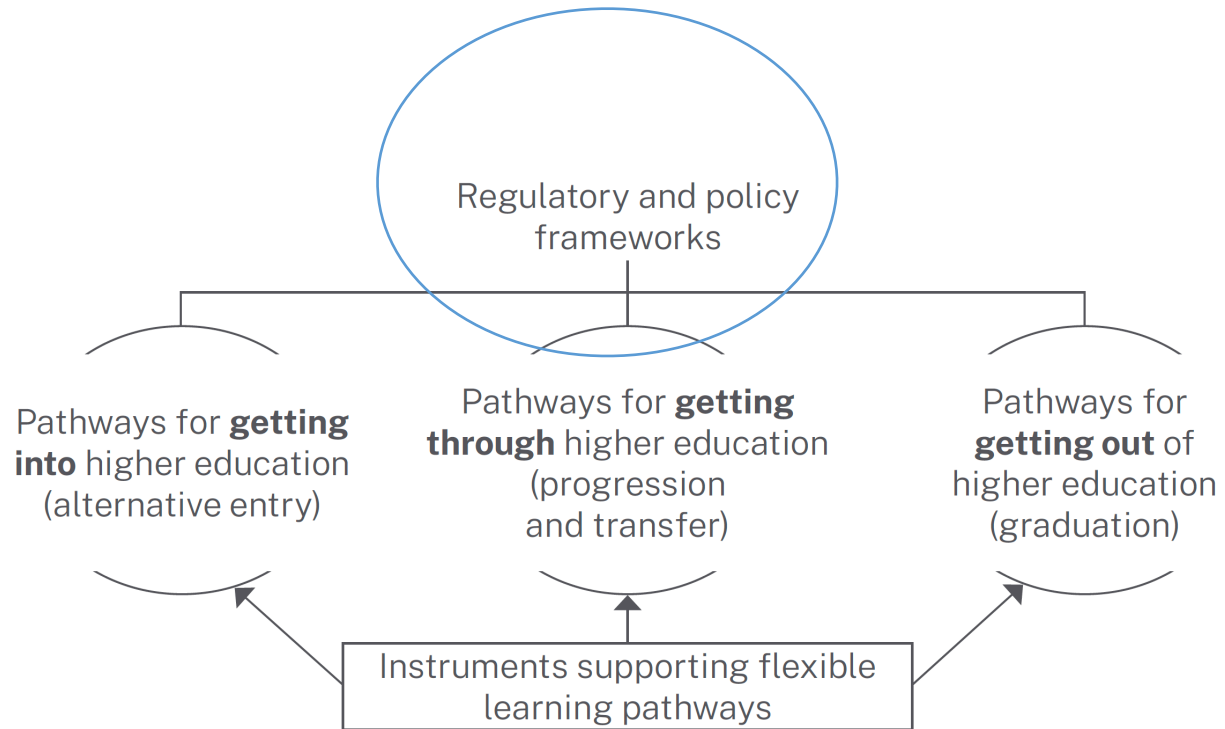 Regulatory and policy
frameworks
Pathways for getting
into higher education
(alternative entry)
Pathways for getting
through higher education
(progression
and transfer)
Pathways for
getting out of
higher education
(graduation)
Instruments supporting flexible
learning pathways